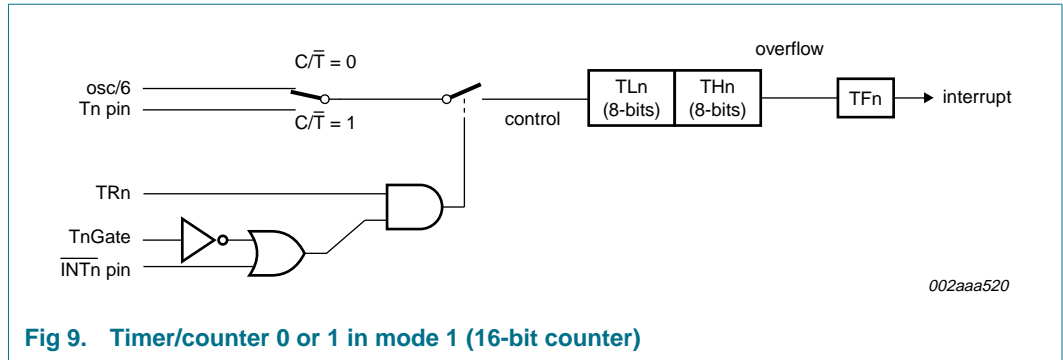 overflow
C/T̅ = 0
osc/6
Tn pin
C/T̅ = 1
control
TLn
(8-bits)
THn
(8-bits)
TFn
interrupt
TRn
TnGate
I̅N̅T̅n̅ pin
002aaa520
Fig 9. Timer/counter 0 or 1 in mode 1 (16-bit counter)